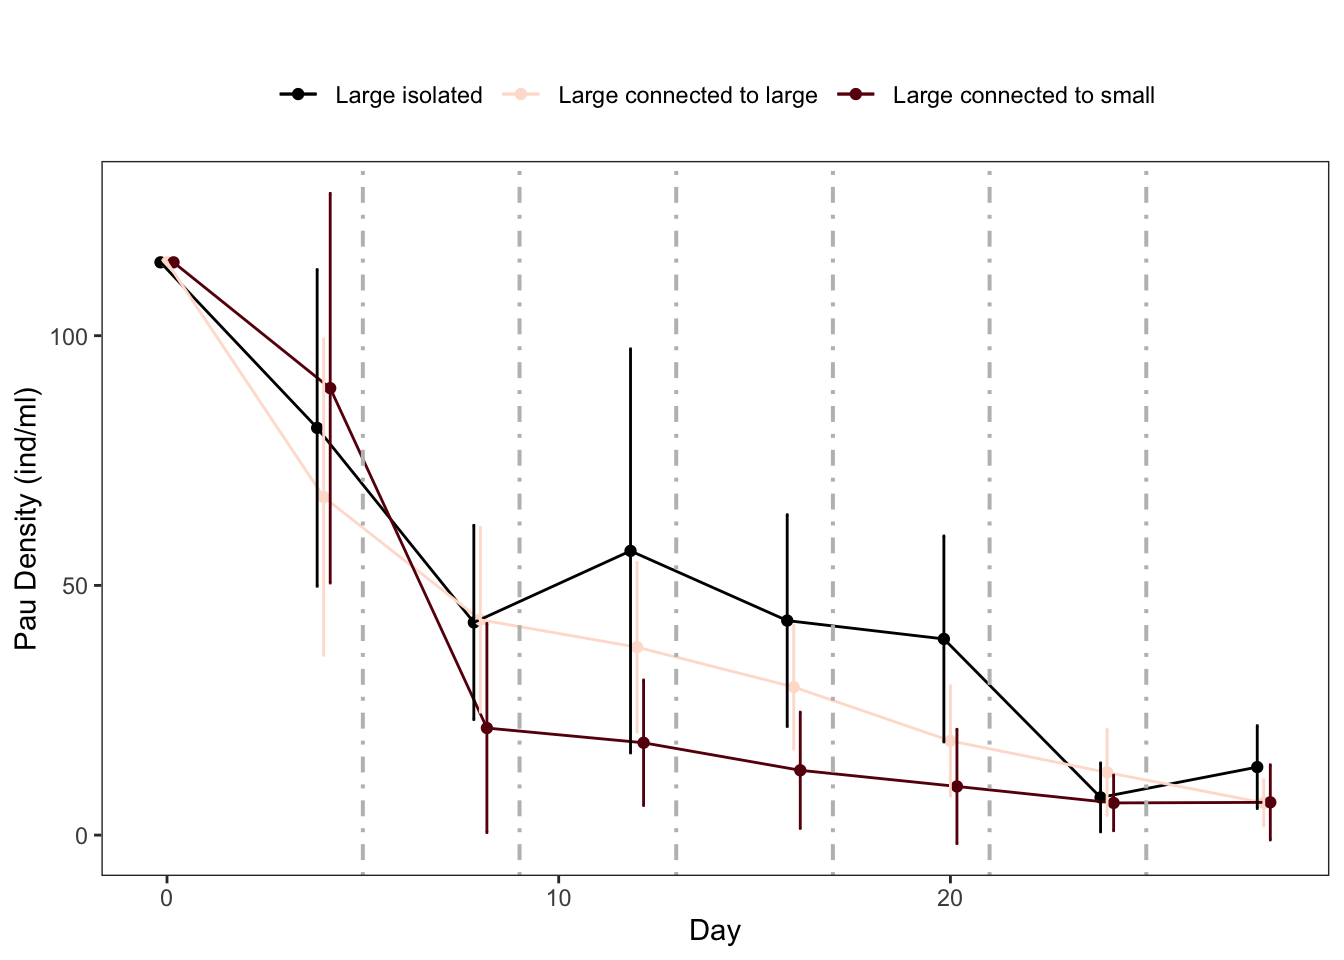 Large isolated Large connected to large Large connected to small
Pau Density (ind/ml)
100
50
0
0 10 20
Day